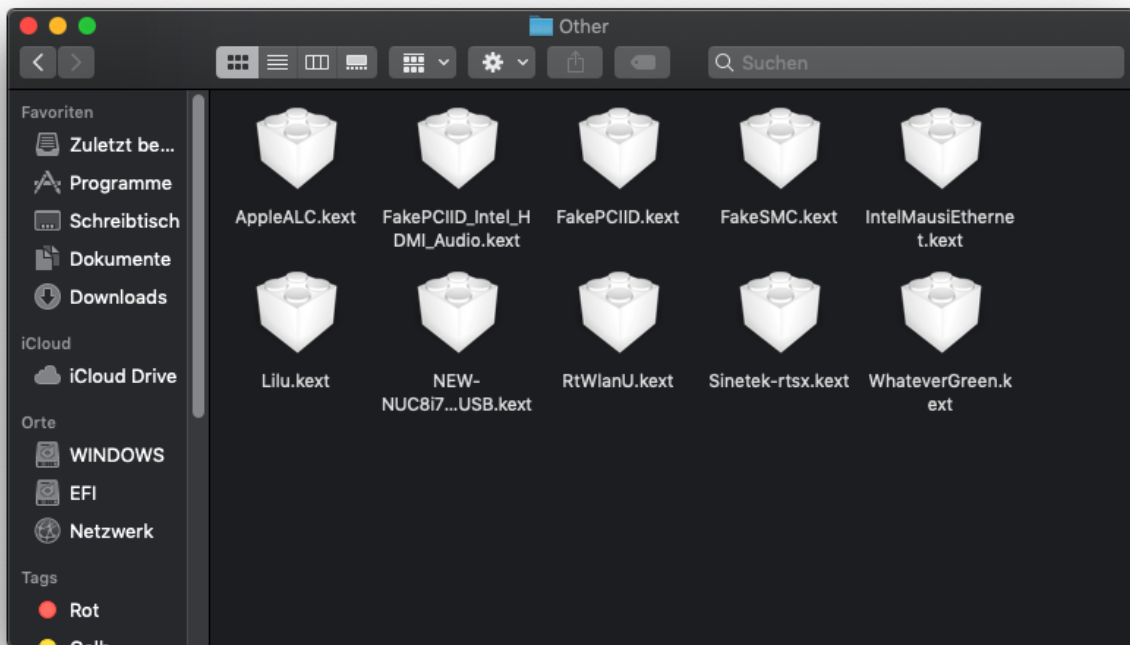 Other
Suchen
Favoriten
Zuletzt be...
Programme
Schreibtisch
Dokumente
Downloads
iCloud
iCloud Drive
Orte
WINDOWS
EFI
Netzwerk
Tags
Rot
Gelb
AppleALC.kext
FakePCIID_Intel_H
DMI_Audio.kext
FakePCIID.kext
FakeSMC.kext
IntelMausiEtherne
t.kext
Lilu.kext
NEW-
NUC8i7...USB.kext
RtWlanU.kext
Sinetek-rtsx.kext
WhateverGreen.k
ext